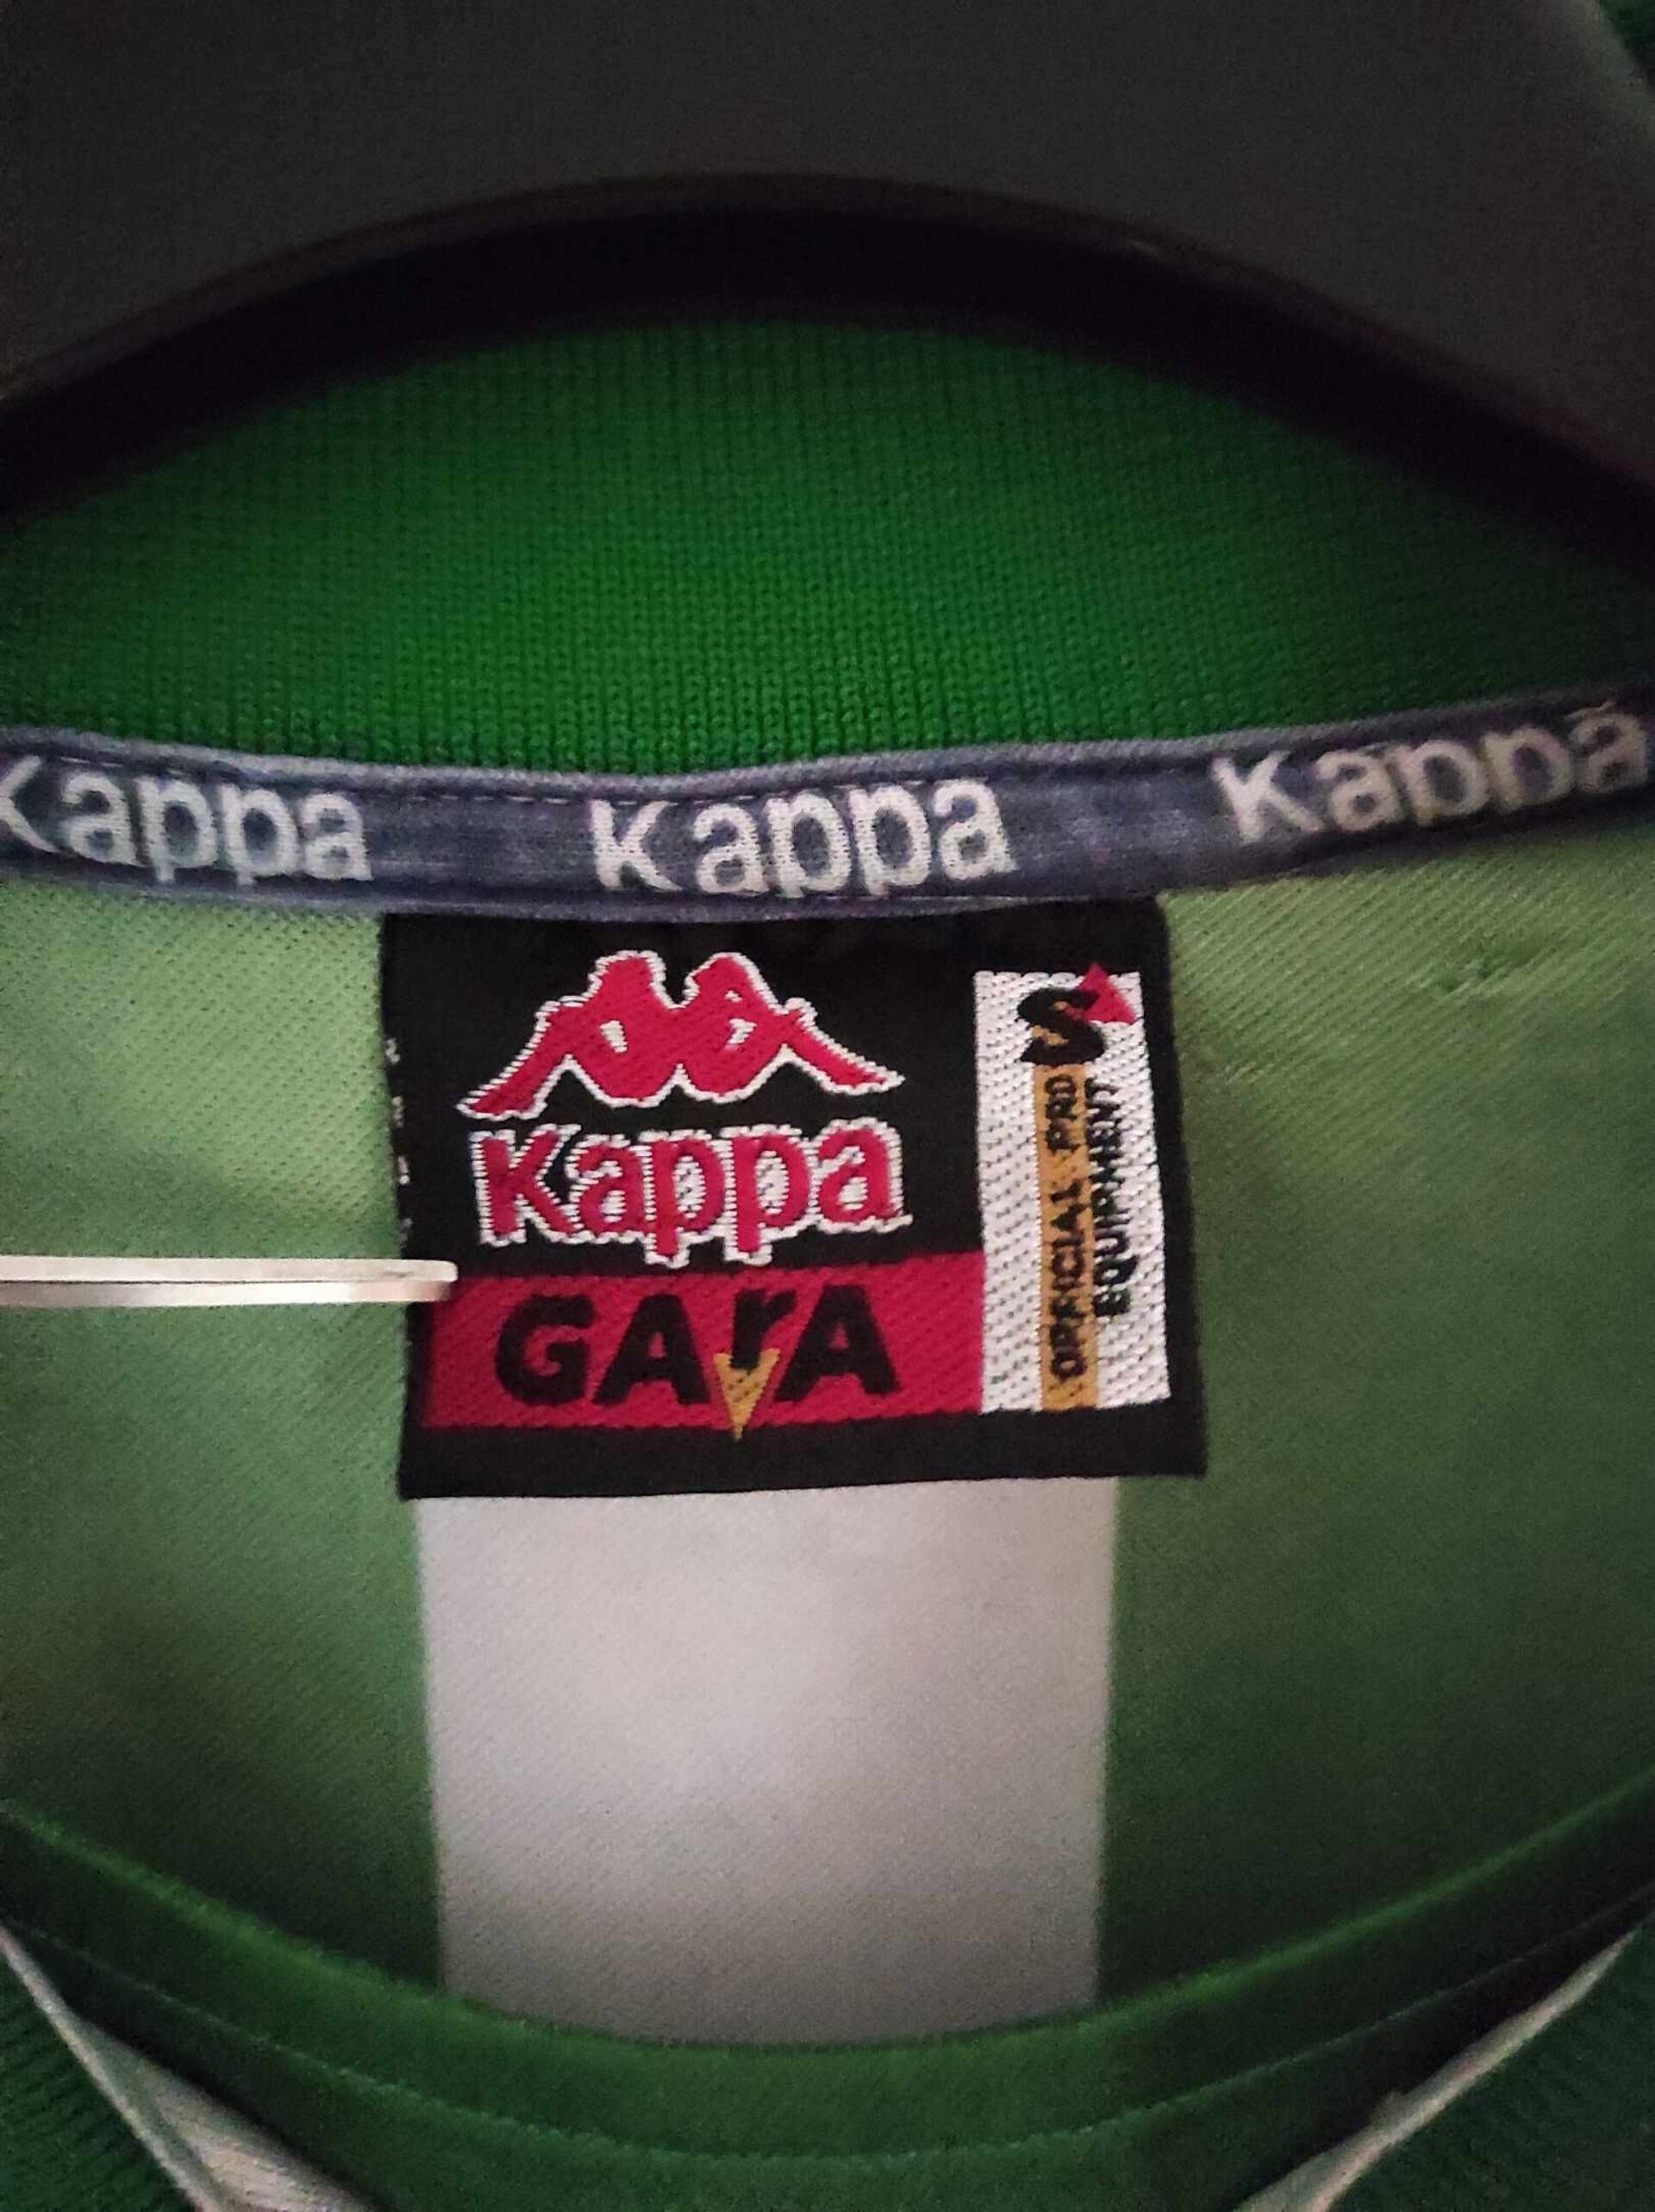 Kappa Kappa Kappa
Kappa
GArA
S
OFFICIAL PRO
EQUIPMENT